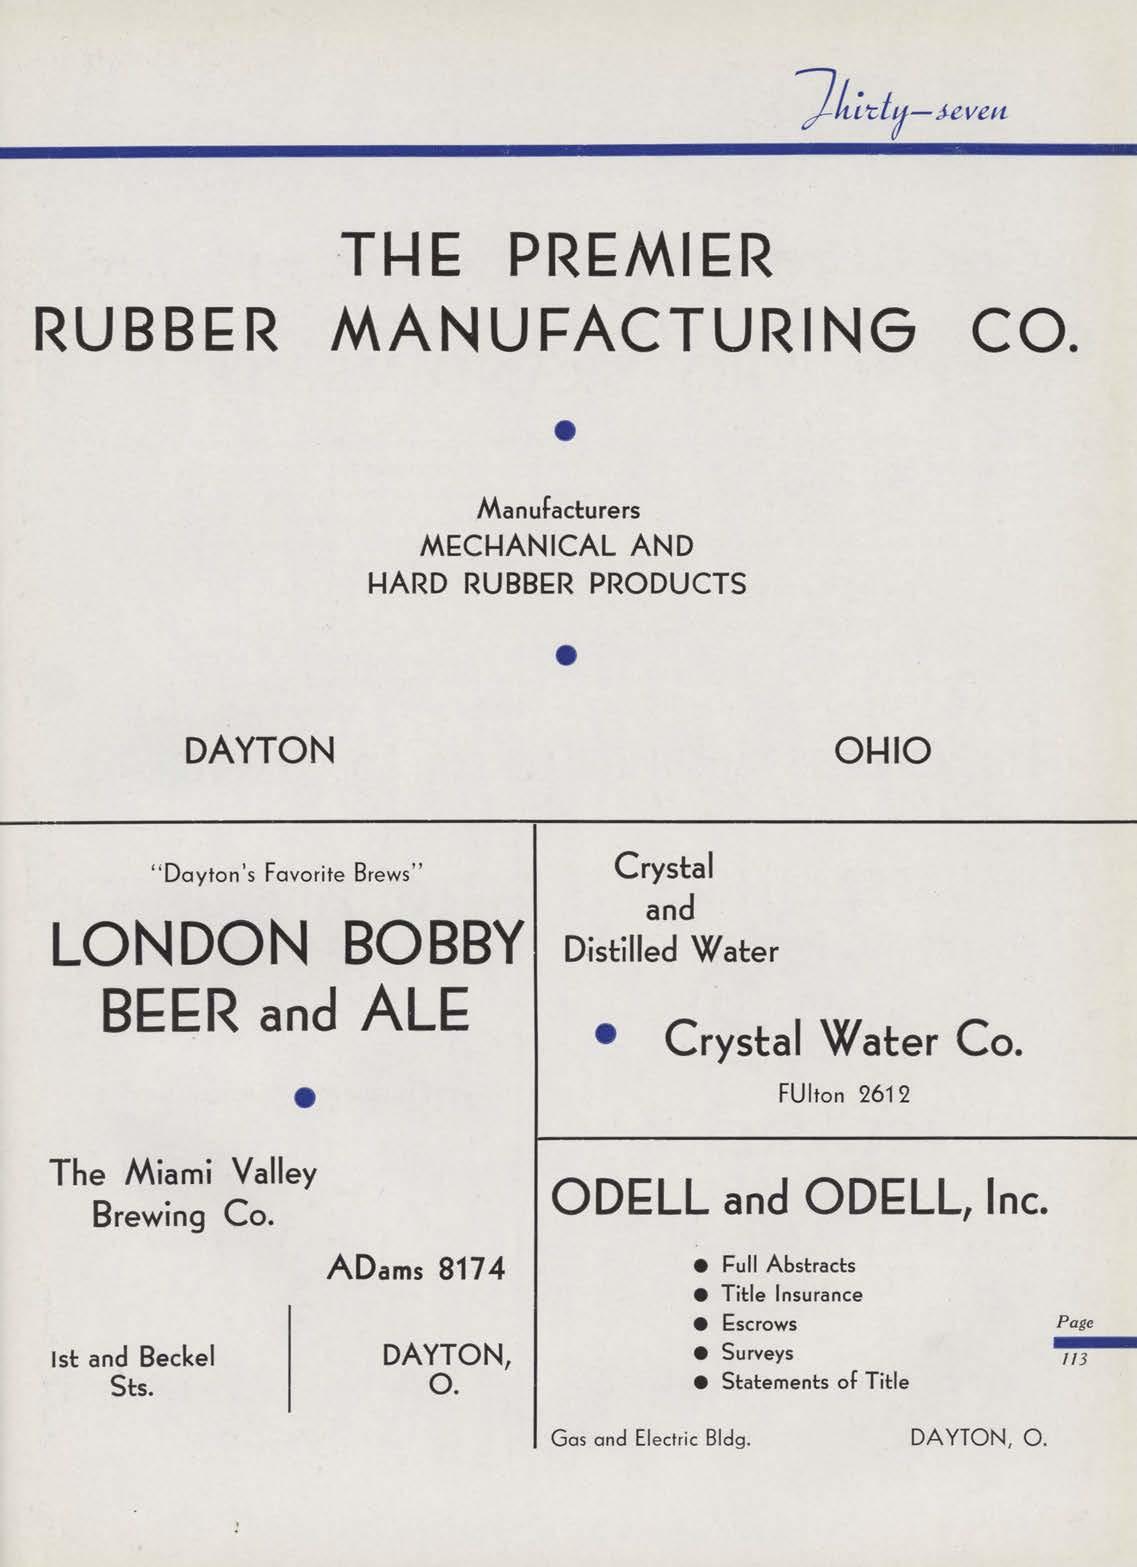 Thirty-seven
THE PREMIER
RUBBER MANUFACTURING CO.
Manufacturers
MECHANICAL AND
HARD RUBBER PRODUCTS
DAYTON OHIO
"Dayton's Favorite Brews"
LONDON BOBBY
BEER and ALE
The Miami Valley
Brewing Co.
ADams 8174
1st and Beckel
Sts.
DAYTON,
O.
Crystal
and
Distilled Water
Crystal Water Co.
FUlton 2612
ODELL and ODELL, Inc.
• Full Abstracts
• Title Insurance
• Escrows
• Surveys
• Statements of Title
Gas and Electric Bldg. DAYTON, O.
Page
113